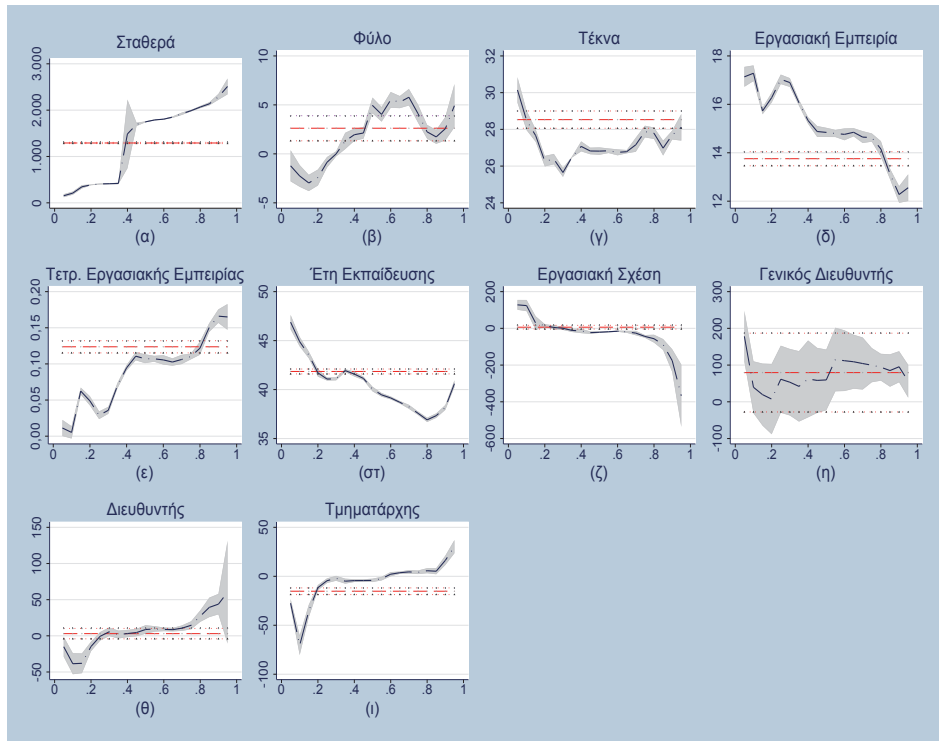 Σταθερά
3.000
2.000
1.000
0
0 .2 .4 .6 .8 1
(α)
Φύλο
10
5
0
-5
0 .2 .4 .6 .8 1
(β)
Τέκνα
32
30
28
26
24
0 .2 .4 .6 .8 1
(γ)
Εργασιακή Εμπειρία
18
16
14
12
0 .2 .4 .6 .8 1
(δ)
Τετρ. Εργασιακής Εμπειρίας
0,20
0,15
0,10
0,05
0,00
0 .2 .4 .6 .8 1
(ε)
Έτη Εκπαίδευσης
50
45
40
35
0 .2 .4 .6 .8 1
(στ)
Εργασιακή Σχέση
200
0
-200
-400
-600
0 .2 .4 .6 .8 1
(ζ)
Γενικός Διευθυντής
300
200
100
0
-100
0 .2 .4 .6 .8 1
(η)
Διευθυντής
150
100
50
0
-50
0 .2 .4 .6 .8 1
(θ)
Τμηματάρχης
50
0
-50
-100
0 .2 .4 .6 .8 1
(ι)